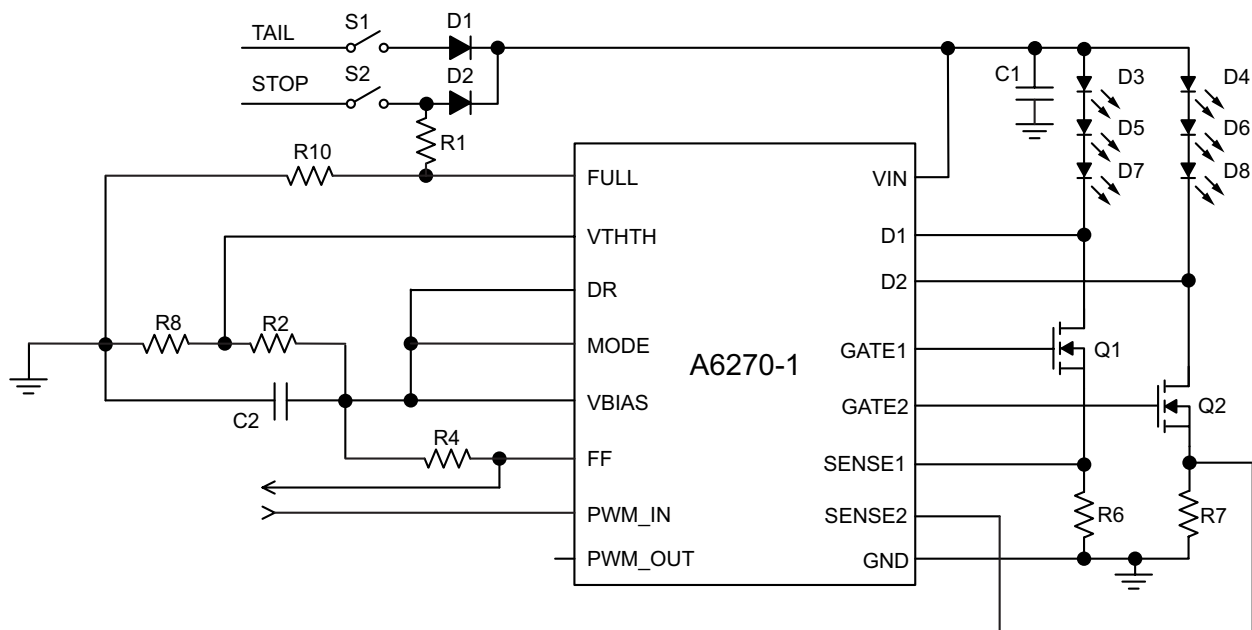 TAIL
S1
D1
STOP
S2
D2
R1
R10
C1
D3
D4
D5
D6
D7
D8
FULL
VIN
VTHTH
D1
DR
D2
R8
R2
MODE
A6270-1
GATE1
Q1
C2
VBIAS
GATE2
Q2
R4
FF
SENSE1
PWM_IN
SENSE2
R6
R7
PWM_OUT
GND